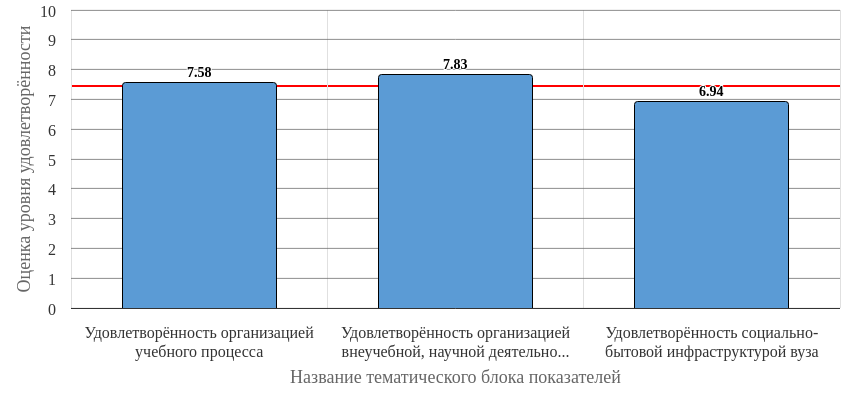 10
9
8
7
6
5
4
3
2
1
0
Оценка уровня удовлетворённости
7.58
7.83
6.94
Удовлетворённость организацией
учебного процесса
Удовлетворённость организацией
внеучебной, научной деятельно...
Удовлетворённость социально-
бытовой инфраструктурой вуза
Название тематического блока показателей